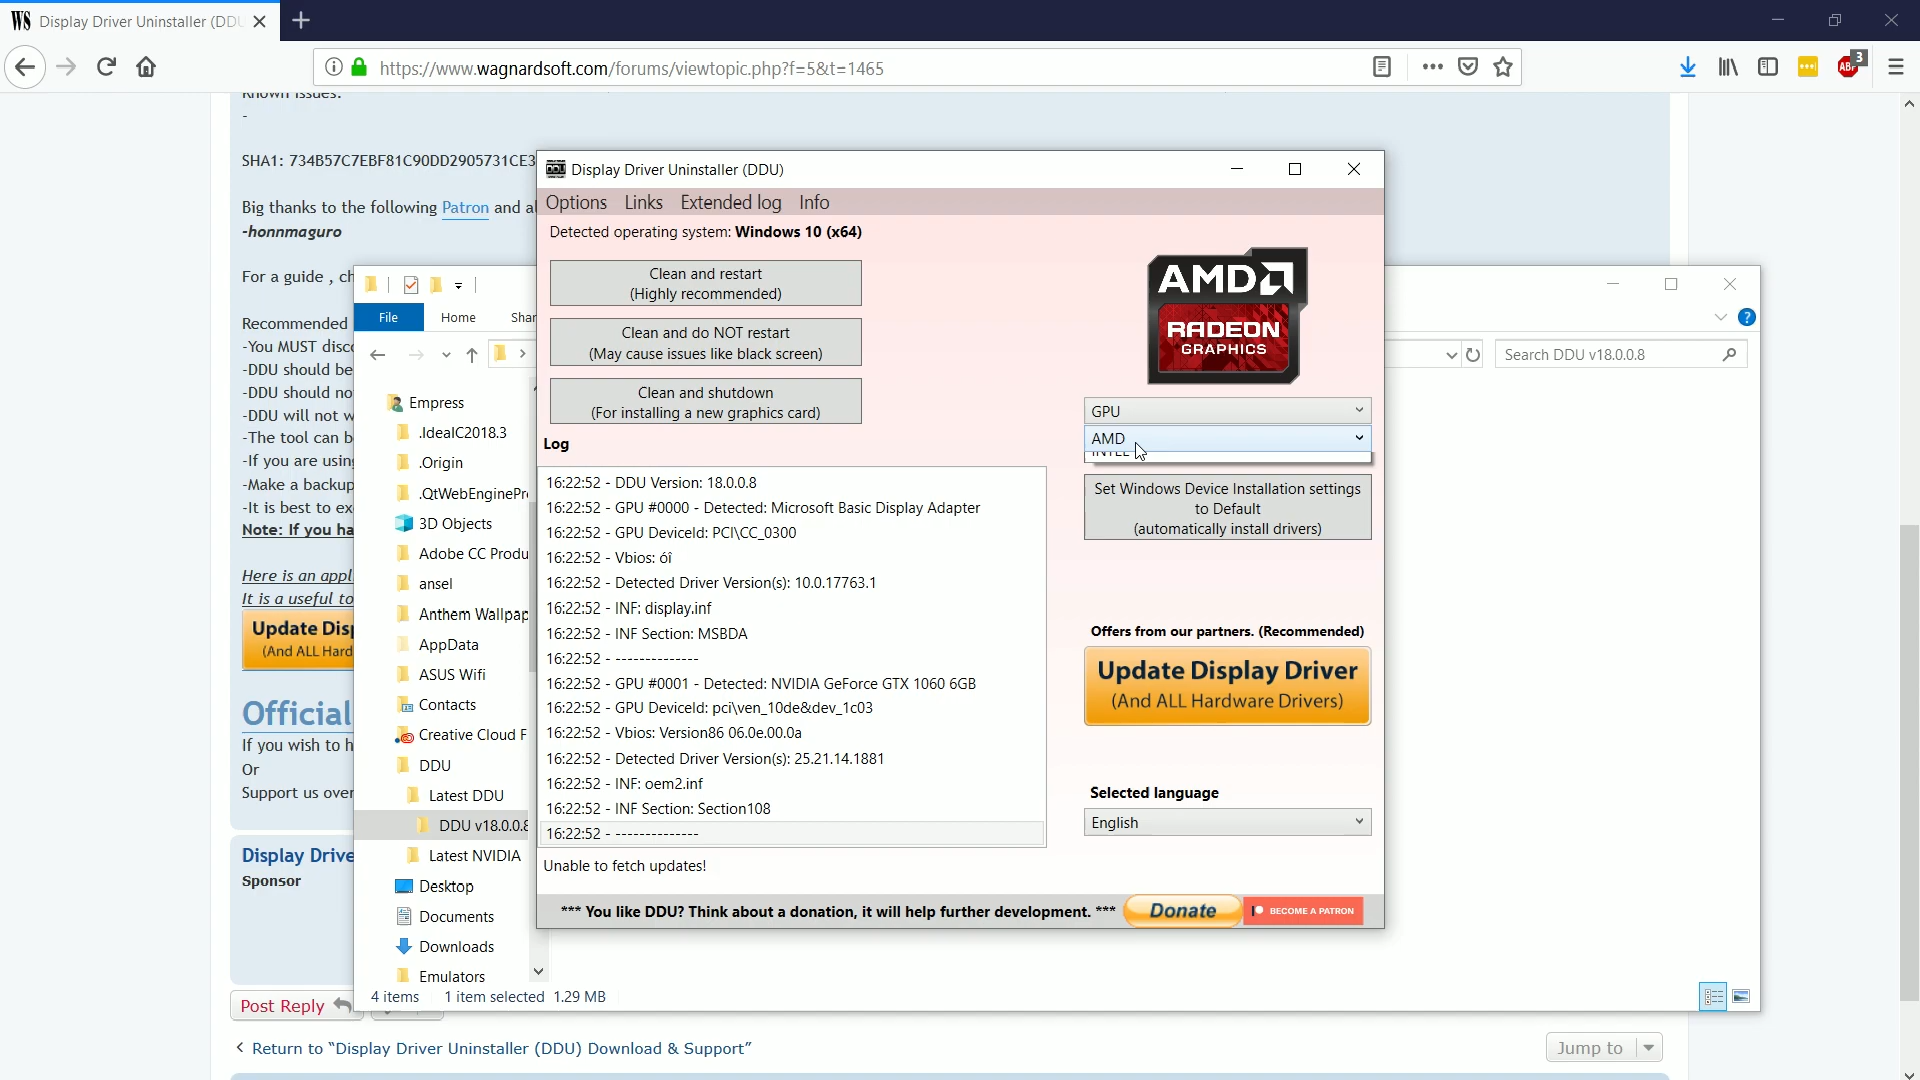 WS Display Driver Uninstaller (DDU
https://www.wagnardsoft.com/forums/viewtopic.php?f=5&t=1465
ABP
3
Known issues:
-
SHA1: 734B57C7EBF81C90DD2905731CE3
Big thanks to the following Patron and al
-honnmaguro
For a guide , ch
Recommended
-You MUST disc
-DDU should be
-DDU should no
-DDU will not w
-The tool can b
-If you are usin
-Make a backup
-It is best to ex
Note: If you ha
Here is an appl
It is a useful to
Update Disp
(And ALL Hard
Official
If you wish to h
Or
Support us over
Display Drive
Sponsor
Post Reply
Return to “Display Driver Uninstaller (DDU) Download & Support”
Jump to
File
Home
Shar
Search DDU v18.0.0.8
Empress
.IdealC2018.3
.Origin
.QtWebEnginePr
3D Objects
Adobe CC Produ
ansel
Anthem Wallpap
AppData
ASUS Wifi
Contacts
Creative Cloud F
DDU
Latest DDU
DDU v18.0.0.8
Latest NVIDIA
Desktop
Documents
Downloads
Emulators
4 items
1 item selected 1.29 MB
DDU Display Driver Uninstaller (DDU)
Options Links Extended log Info
Detected operating system: Windows 10 (x64)
Clean and restart
(Highly recommended)
Clean and do NOT restart
(May cause issues like black screen)
Clean and shutdown
(For installing a new graphics card)
Log
16:22:52 - DDU Version: 18.0.0.8
16:22:52 - GPU #0000 - Detected: Microsoft Basic Display Adapter
16:22:52 - GPU DeviceId: PCI\CC_0300
16:22:52 - Vbios: óî
16:22:52 - Detected Driver Version(s): 10.0.17763.1
16:22:52 - INF: display.inf
16:22:52 - INF Section: MSBDA
16:22:52 - --------------
16:22:52 - GPU #0001 - Detected: NVIDIA GeForce GTX 1060 6GB
16:22:52 - GPU DeviceId: pci\ven_10de&dev_1c03
16:22:52 - Vbios: Version86 06.0e.00.0a
16:22:52 - Detected Driver Version(s): 25.21.14.1881
16:22:52 - INF: oem2.inf
16:22:52 - INF Section: Section108
16:22:52 - --------------
Unable to fetch updates!
AMD
RADEON
GRAPHICS
GPU
AMD
INTEL
Set Windows Device Installation settings
to Default
(automatically install drivers)
Offers from our partners. (Recommended)
Update Display Driver
(And ALL Hardware Drivers)
Selected language
English
*** You like DDU? Think about a donation, it will help further development. ***
Donate
BECOME A PATRON